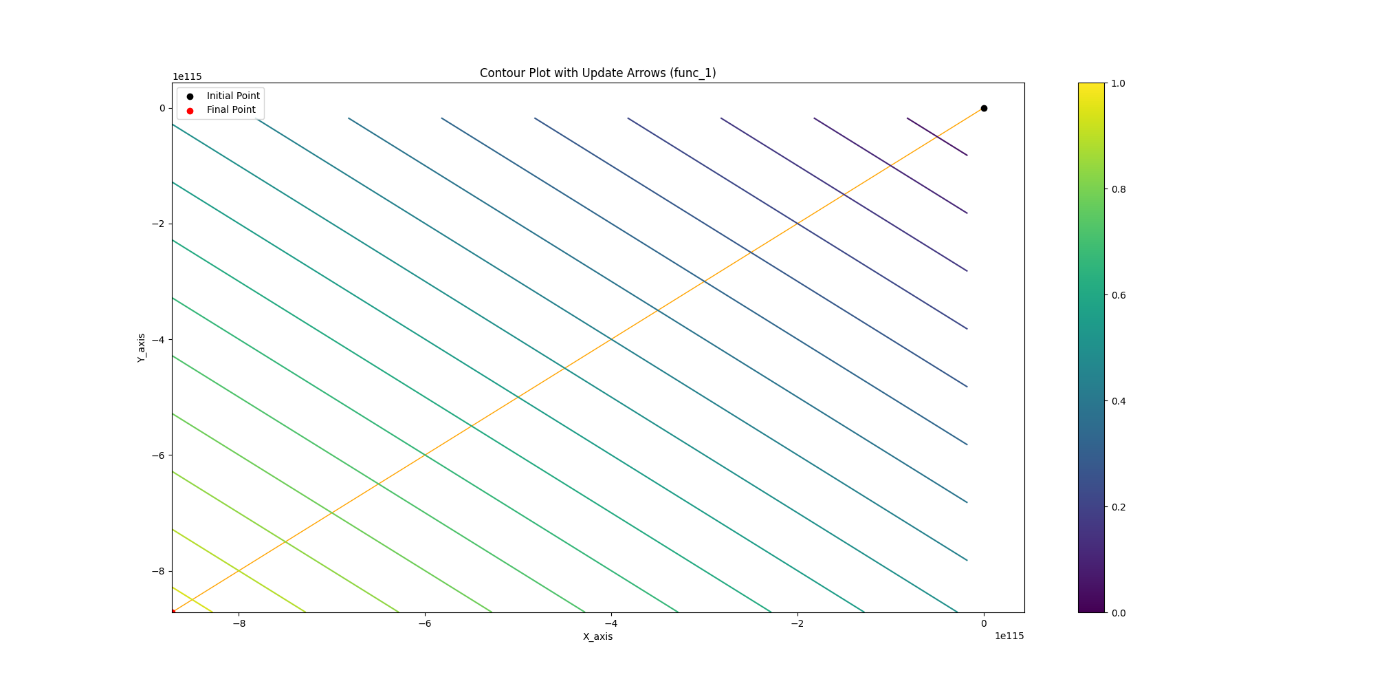 Contour Plot with Update Arrows (func_1)
1e115
Initial Point
Final Point
0
−2
−4
−6
−8
Y_axis
−8
−6
−4
−2
0
1e115
X_axis
1.0
0.8
0.6
0.4
0.2
0.0